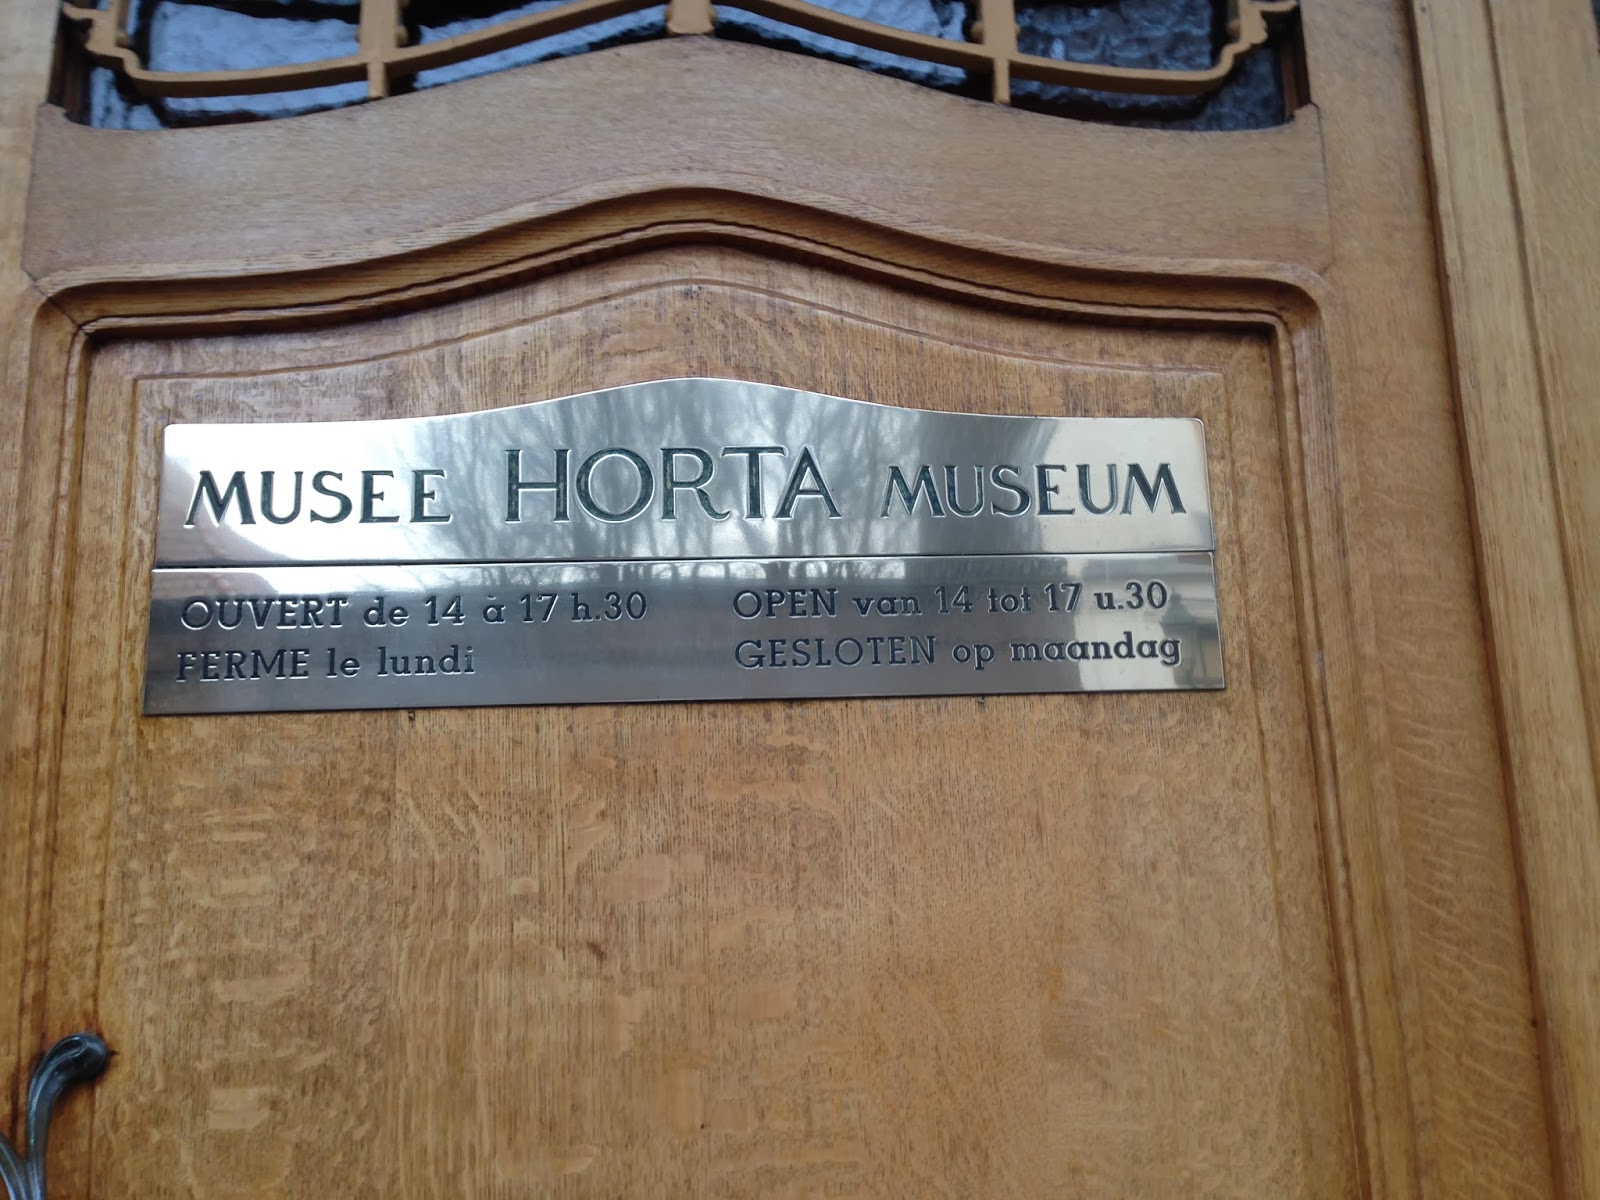 MUSEE HORTA MUSEUM
OUVERT de 14 à 17 h.30
FERME le lundi
OPEN van 14 tot 17 u.30
GESLOTEN op maandag